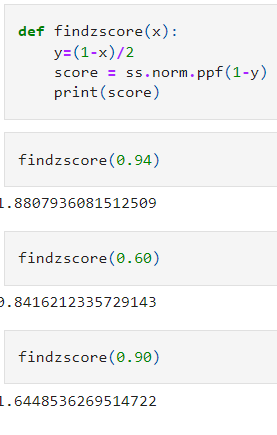 def findzscore(x):
    y=(1-x)/2
    score = ss.norm.ppf(1-y)
    print(score)
findzscore(0.94)
1.8807936081512509
findzscore(0.60)
0.8416212335729143
findzscore(0.90)
1.6448536269514722